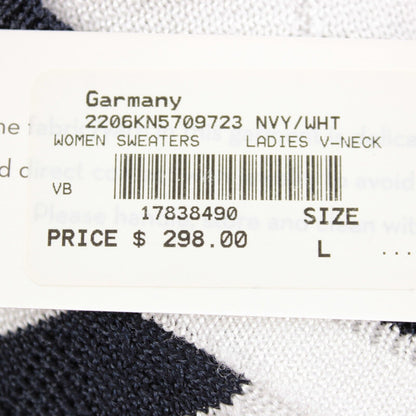 Garmany
2206KN5709723 NVY/WHT
WOMEN SWEATERS LADIES V-NECK
VB
17838490 SIZE
PRICE $ 298.00 L ....